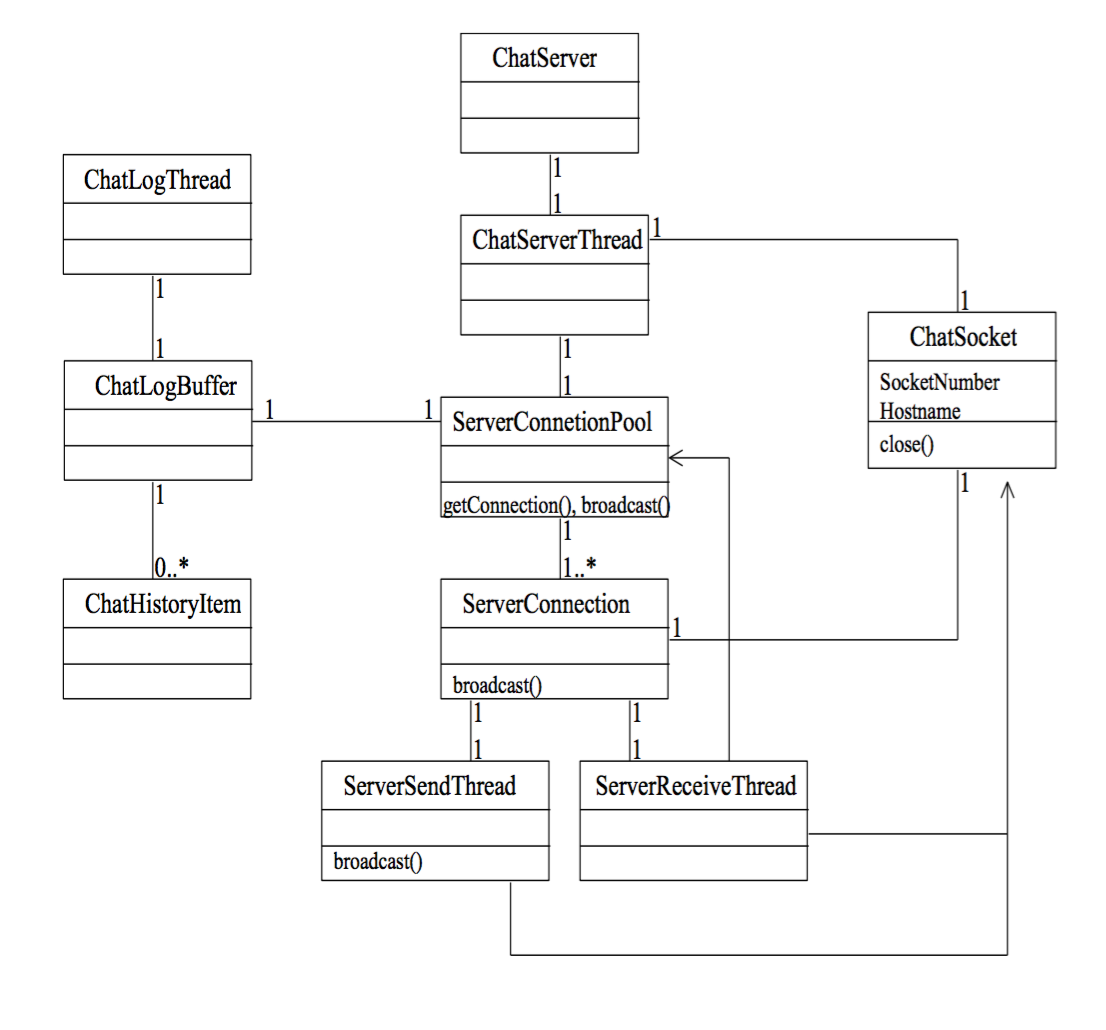 ChatServer
1
1
ChatLogThread
1
1
ChatServerThread
1
1
1
1
ChatSocket
SocketNumber
Hostname
close()
1
ChatLogBuffer
1
1
1
0..*
ServerConnetionPool
getConnection(), broadcast()
1
1..*
ChatHistoryItem
ServerConnection
1
broadcast()
1
1
1
1
ServerSendThread
broadcast()
ServerReceiveThread